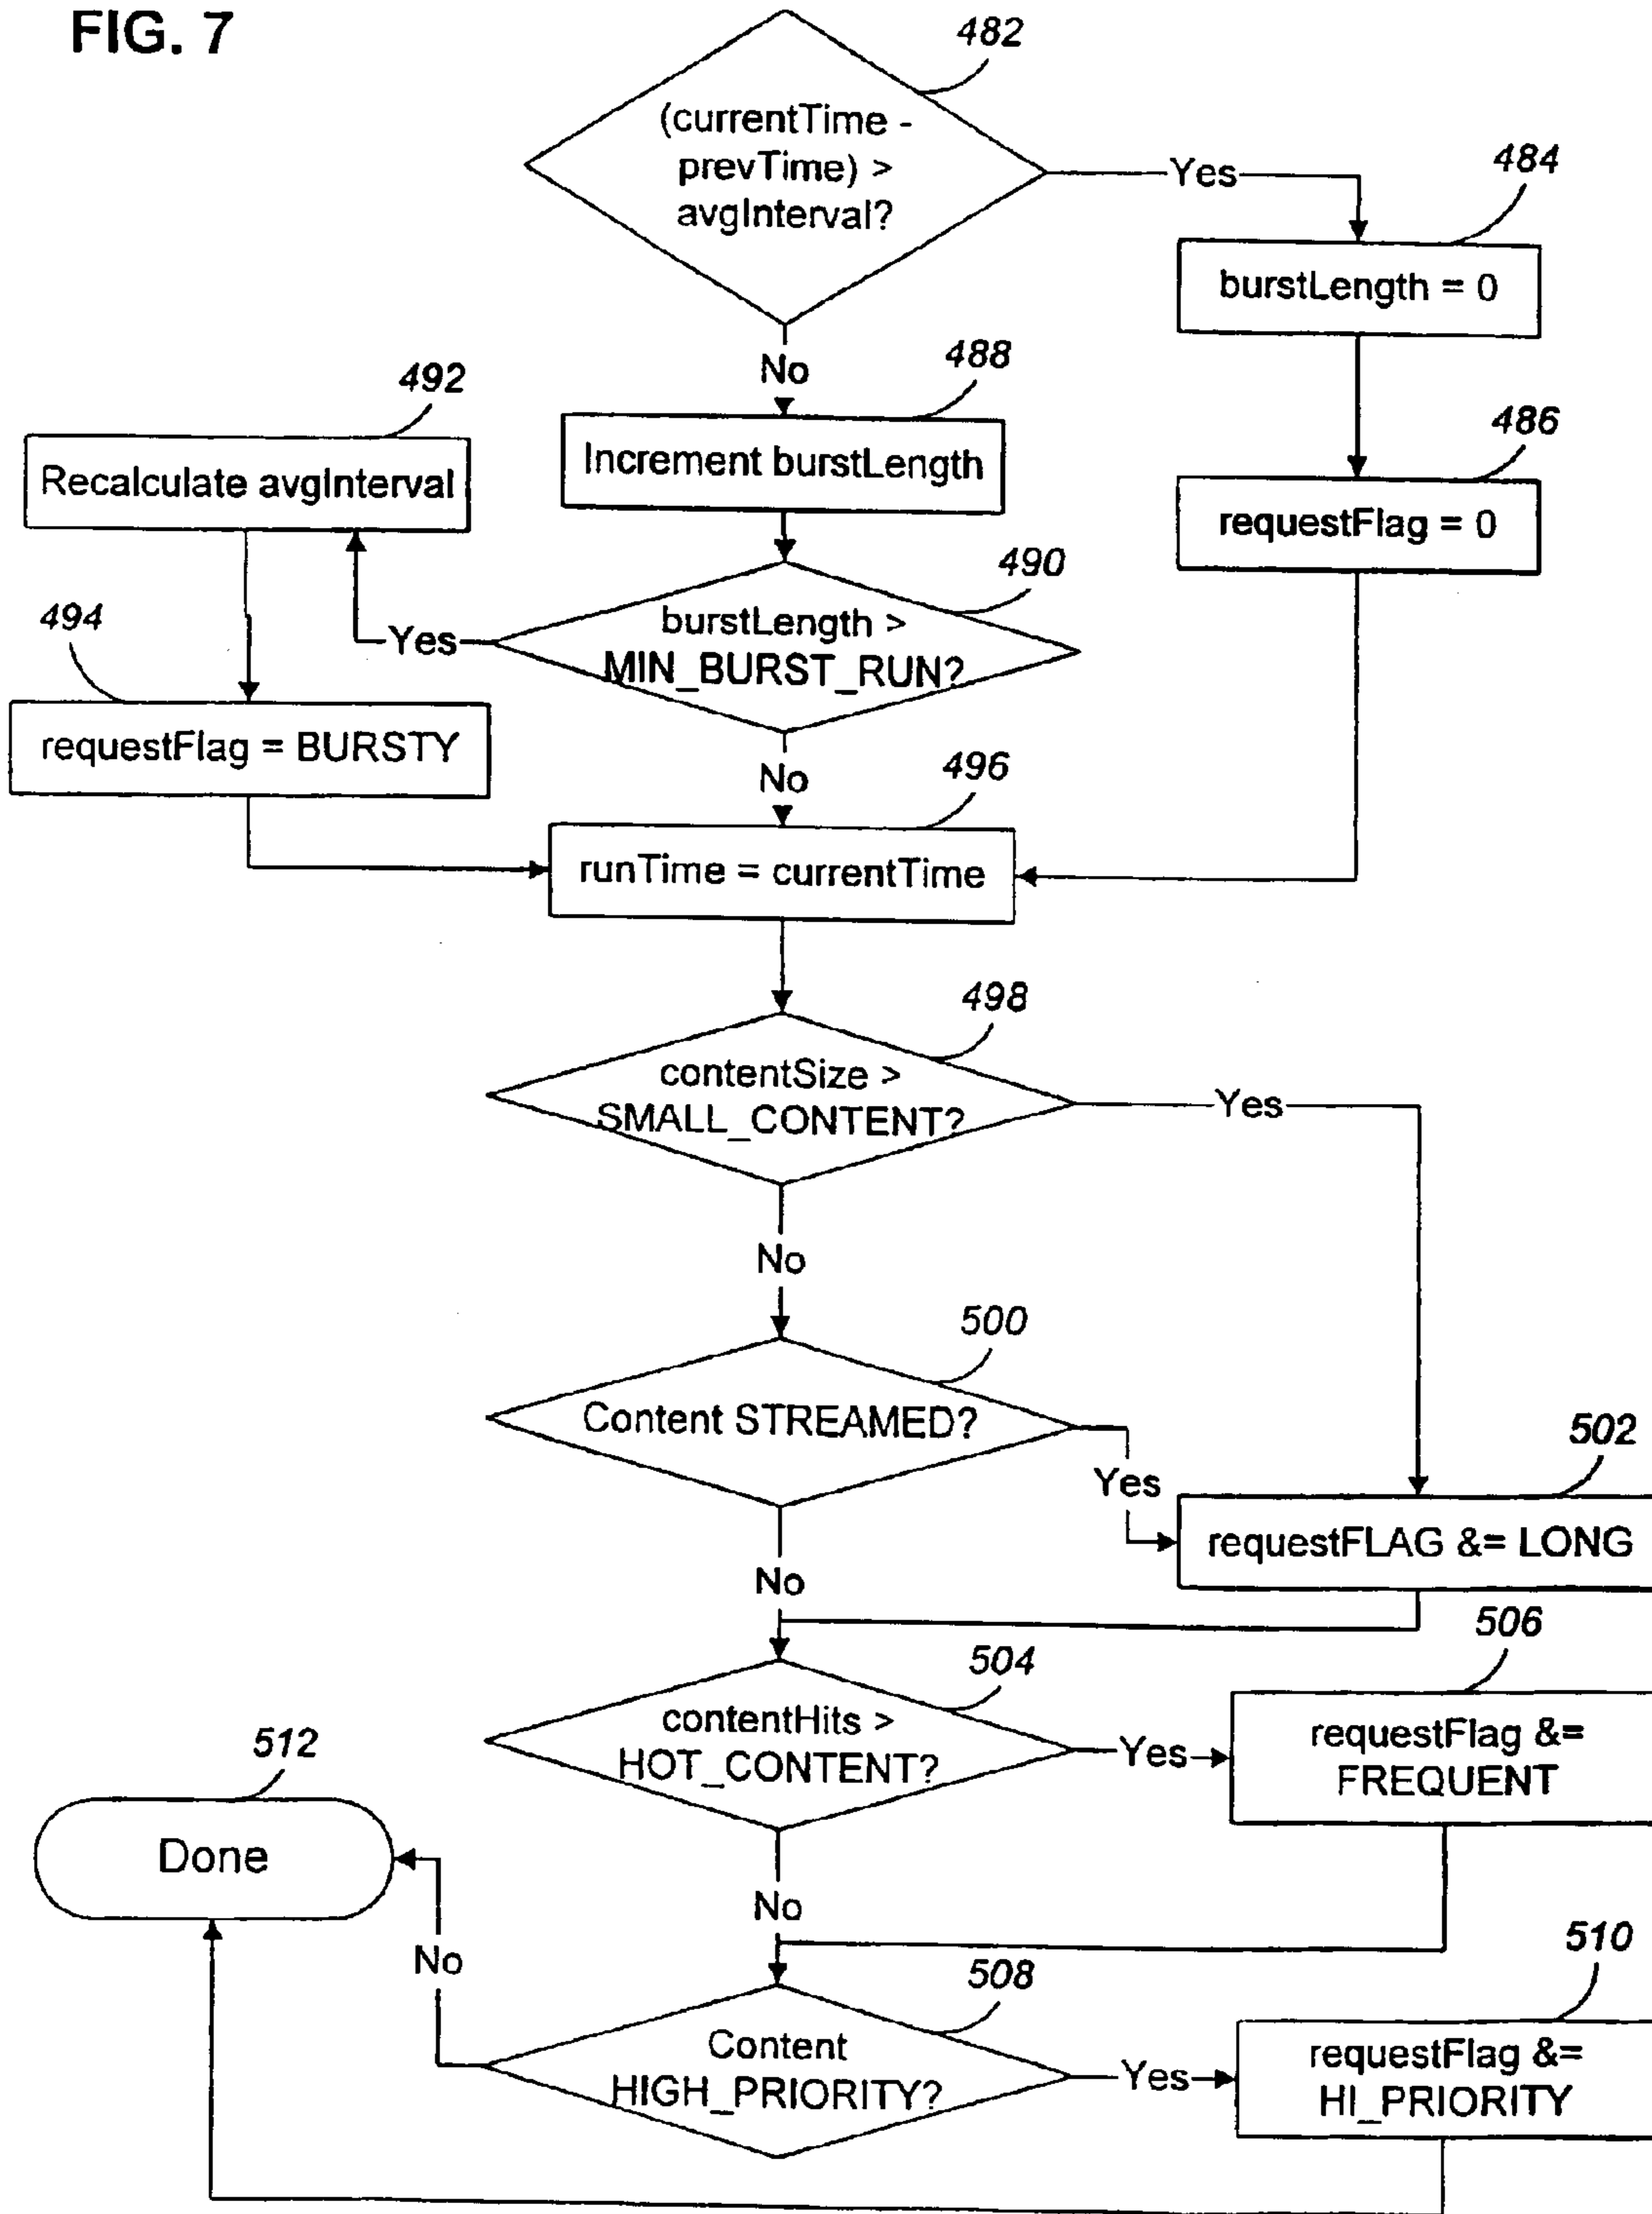 FIG. 7
482
(currentTime -
prevTime) >
avgInterval?
Yes
484
burstLength = 0
No
488
492
Increment burstLength
Recalculate avgInterval
486
requestFlag = 0
490
burstLength >
MIN_BURST_RUN?
Yes
494
requestFlag = BURSTY
No
496
runTime = currentTime
498
contentSize >
SMALL_CONTENT?
Yes
No
500
Content STREAMED?
Yes
502
requestFLAG &= LONG
No
504
contentHits >
HOT_CONTENT?
Yes
506
requestFlag &=
FREQUENT
512
Done
No
No
508
Content
HIGH_PRIORITY?
Yes
510
requestFlag &=
HI_PRIORITY